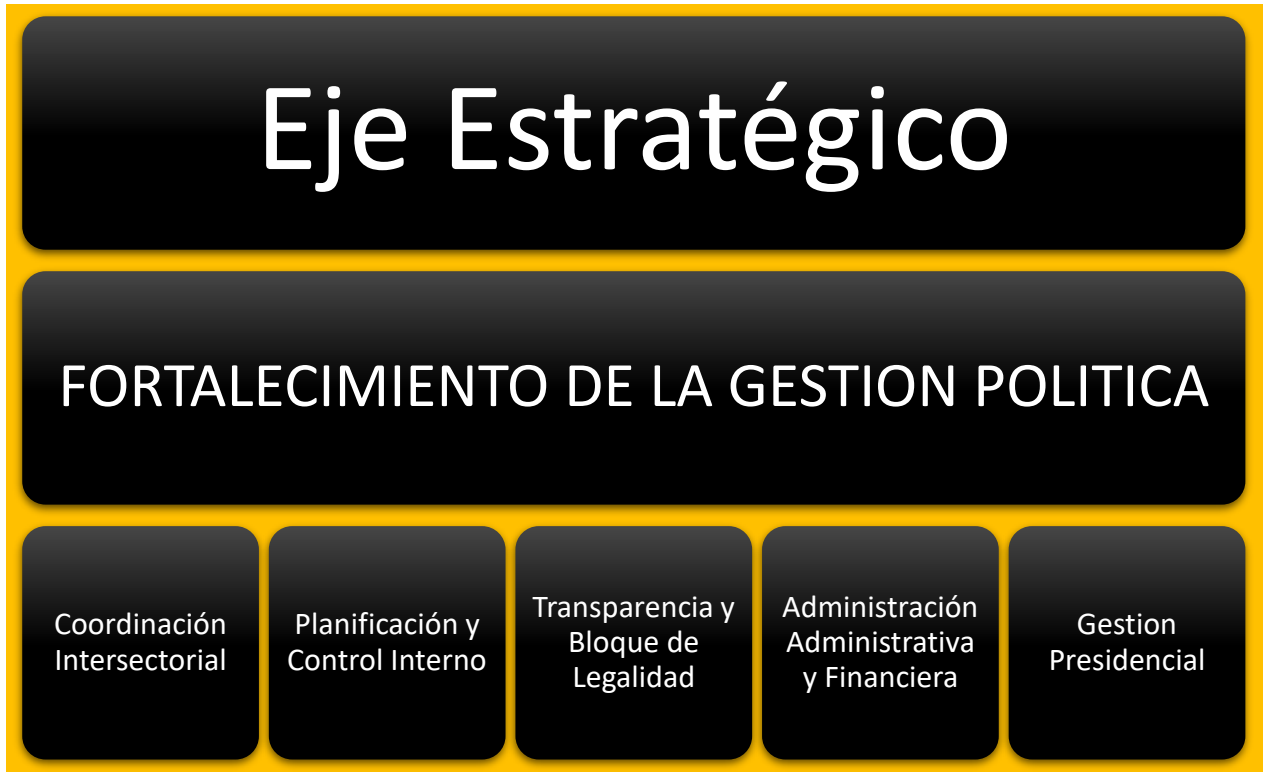 Eje Estratégico
FORTALECIMIENTO DE LA GESTION POLITICA
Coordinación
Intersectorial
Planificación y
Control Interno
Transparencia y
Bloque de
Legalidad
Administración
Administrativa
y Financiera
Gestion
Presidencial